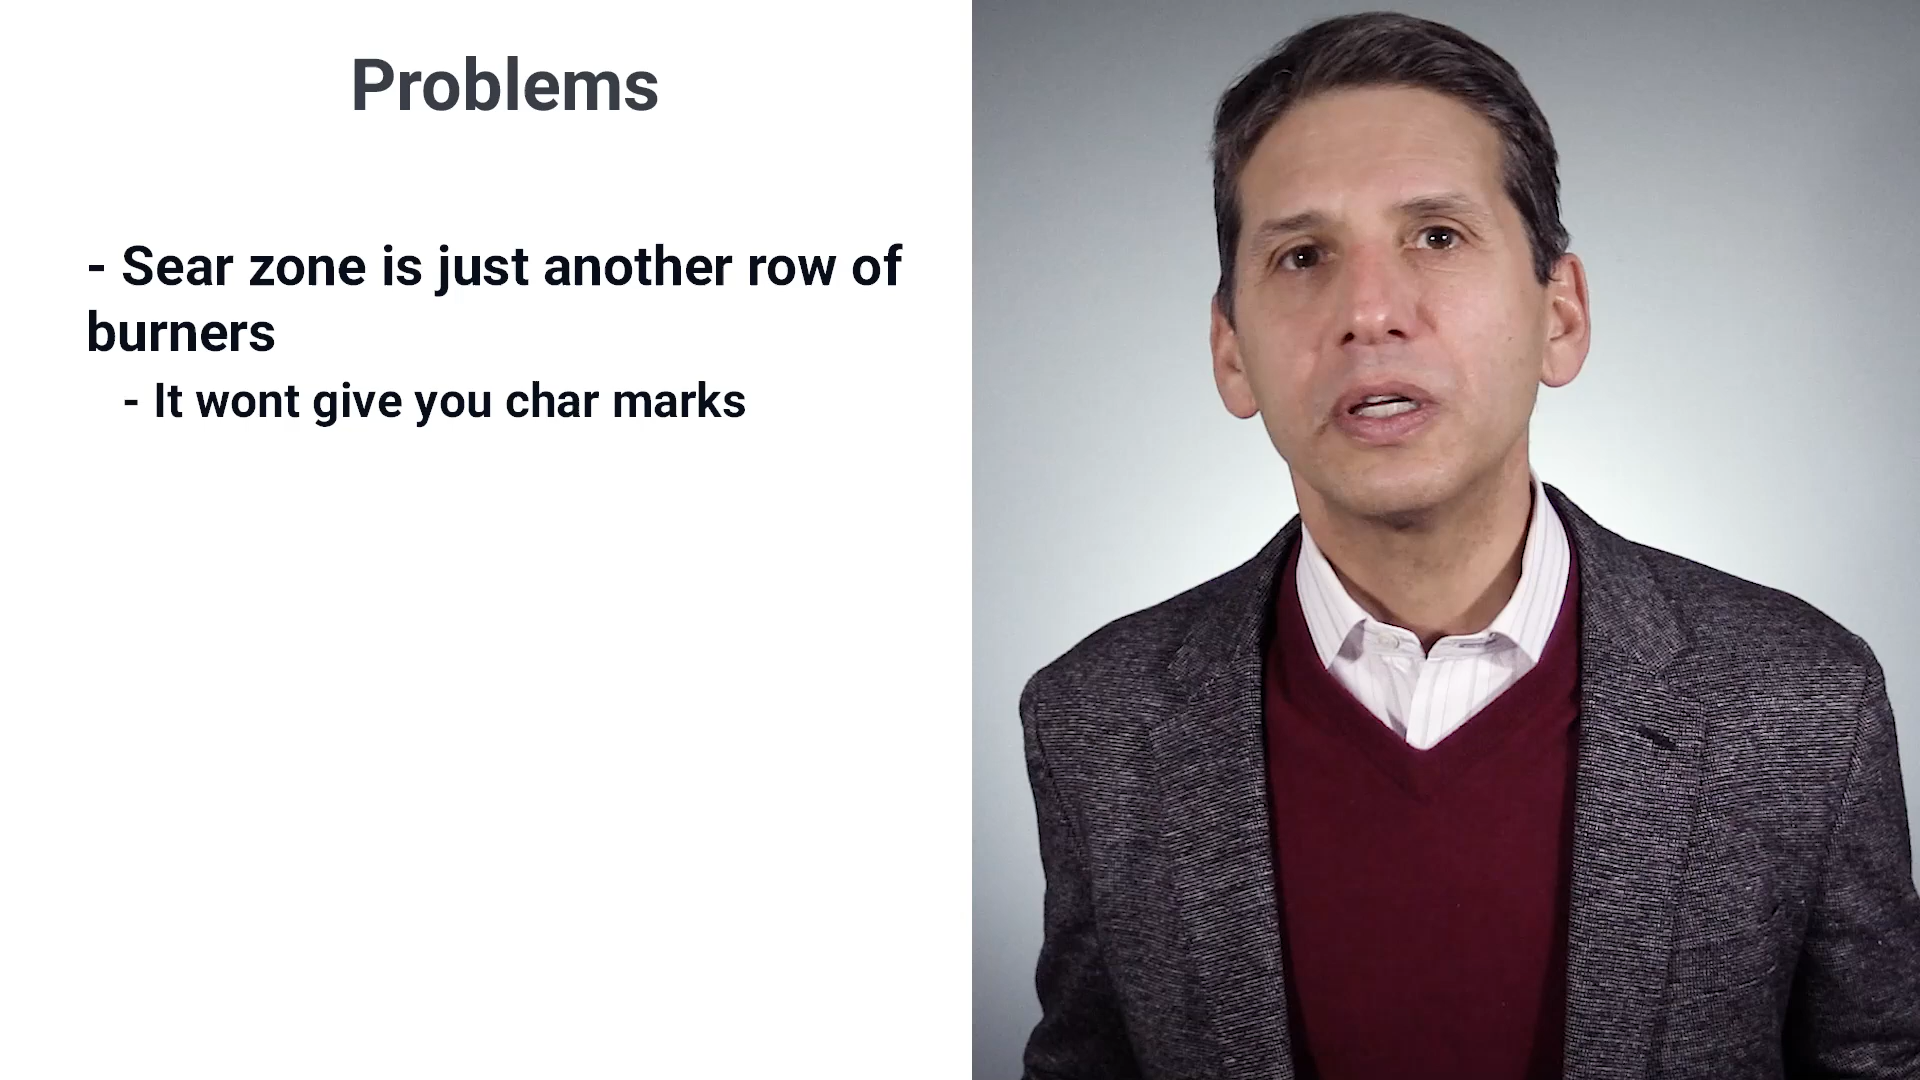 Problems
- Sear zone is just another row of
burners
- It wont give you char marks